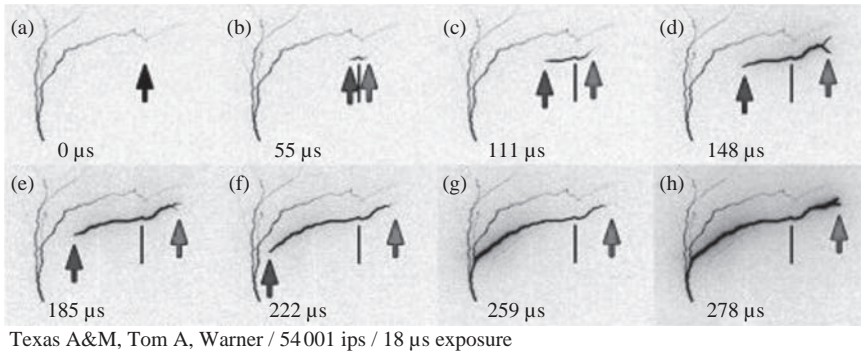 (a) (b) (c) (d)
0 µs 55 µs 111 µs 148 µs
(e) (f) (g) (h)
185 µs 222 µs 259 µs 278 µs
Texas A&M, Tom A, Warner / 54 001 ips / 18 µs exposure